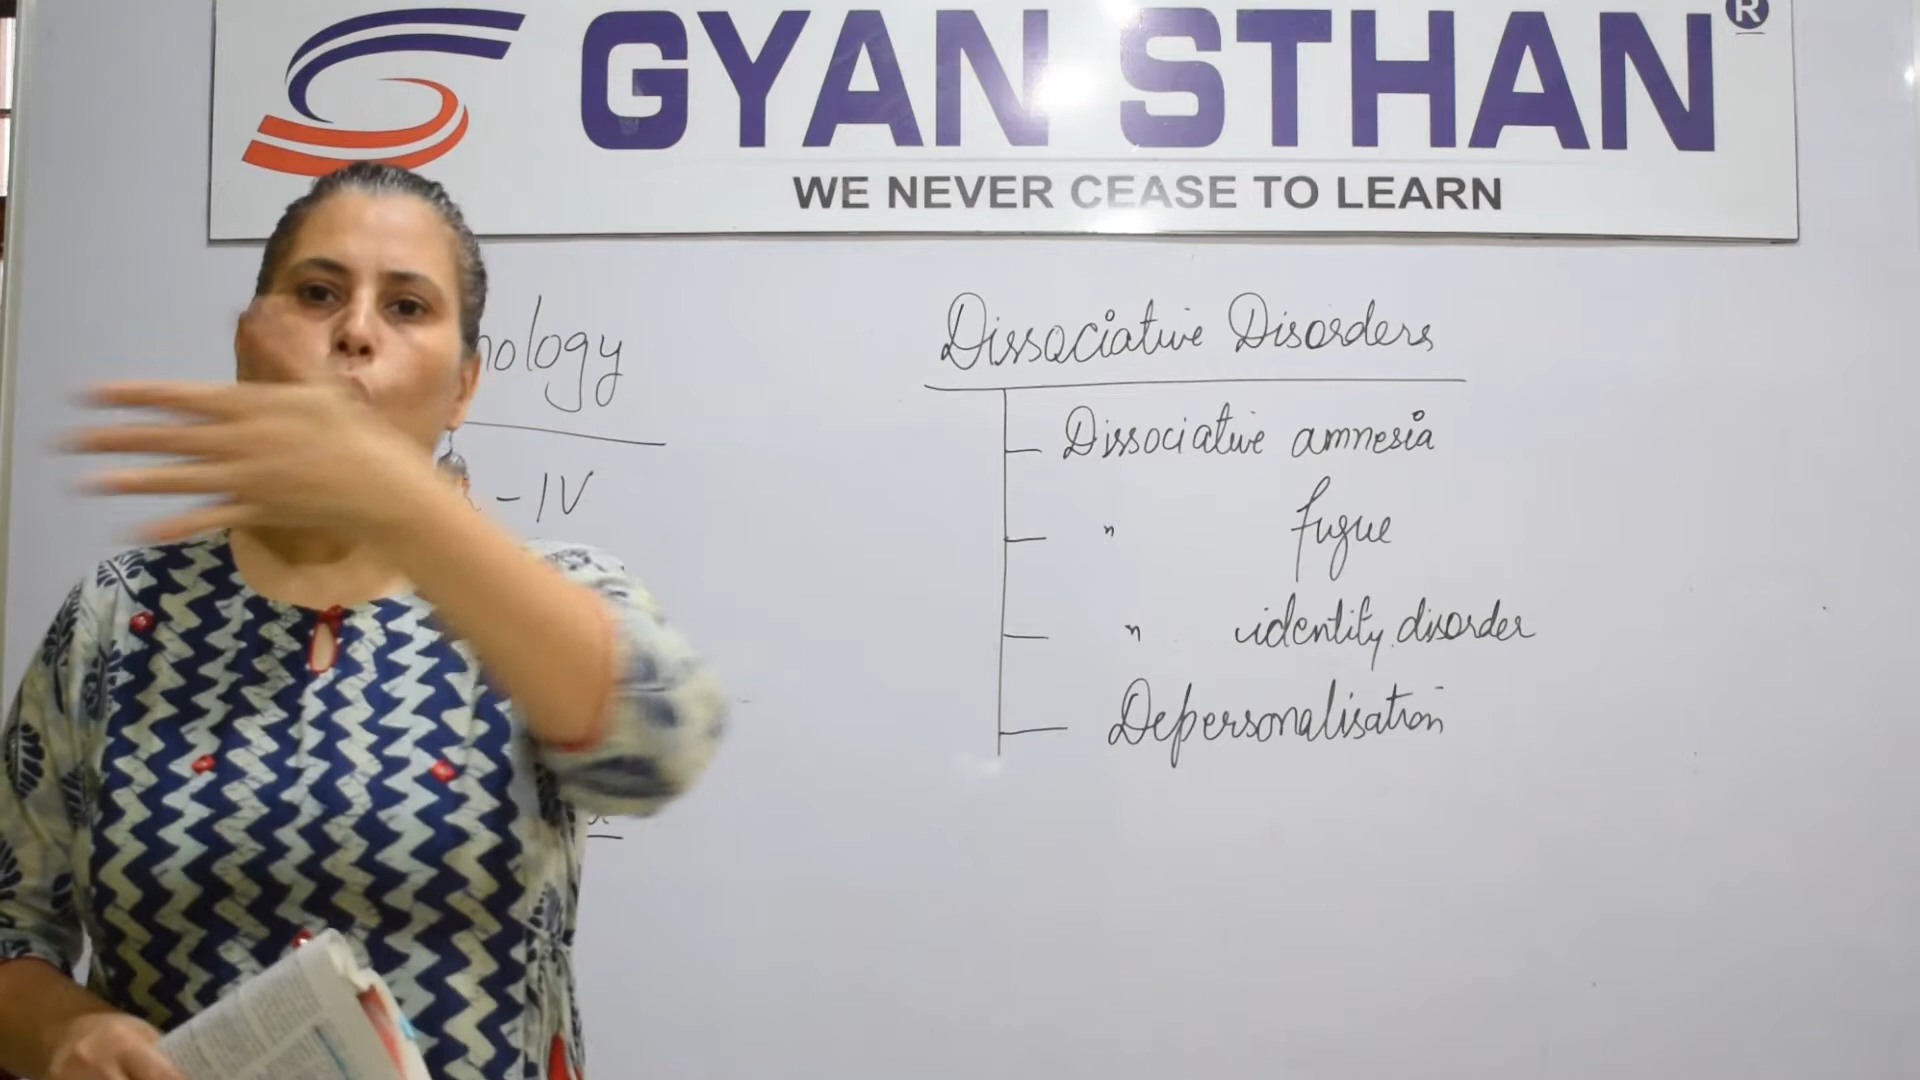 GYAN STHAN®
WE NEVER CEASE TO LEARN
nology
- IV
Dissociative Disorders
Dissociative amnesia
" fugue
" identity disorder
Depersonalisation